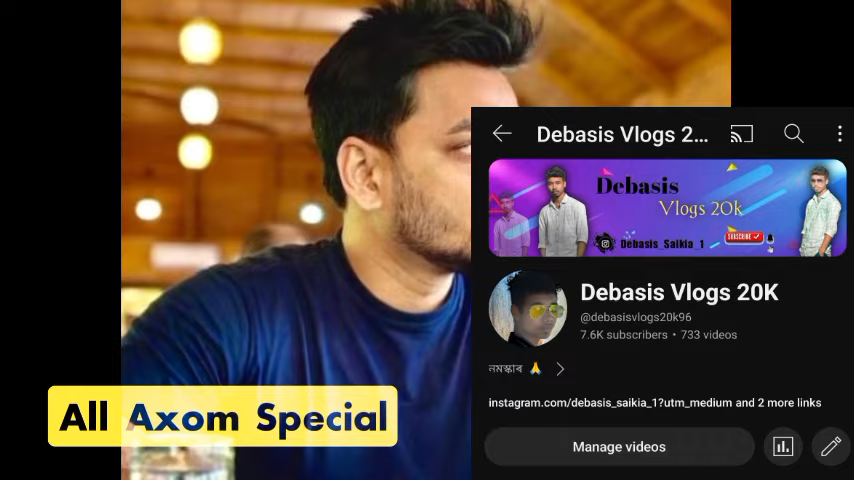 Debasis Vlogs 2...
Debasis
Vlogs 20k
Debasis_Saikia_1
SUBSCRIBE
Debasis Vlogs 20K
@debasisvlogs20k96
7.6K subscribers • 733 videos
নমস্কাৰ 🙏
instagram.com/debasis_saikia_1?utm_medium and 2 more links
Manage videos
All Axom Special